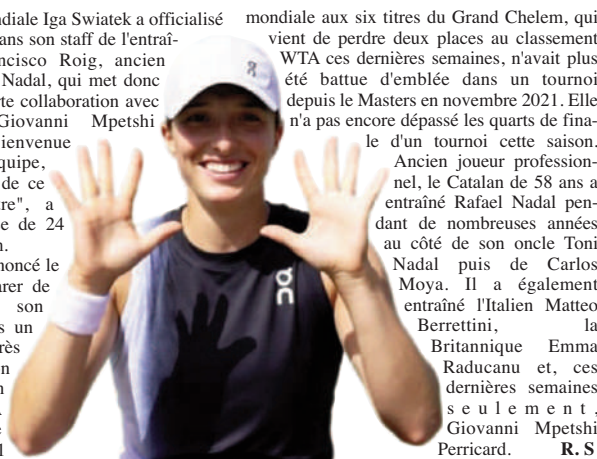 ndiale Iga Swiatek a officialisé
ans son staff de l'entraî-
ncisco Roig, ancien
Nadal, qui met donc
rte collaboration avec
Giovanni Mpetshi
ienvenue
quipe,
de ce
re", a
e de 24
n.
noncé le
arer de
son
s un
rès
n
mondiale aux six titres du Grand Chelem, qui
vient de perdre deux places au classement
WTA ces dernières semaines, n'avait plus
été battue d'emblée dans un tournoi
depuis le Masters en novembre 2021. Elle
n'a pas encore dépassé les quarts de fina-
le d'un tournoi cette saison.
Ancien joueur profession-
nel, le Catalan de 58 ans a
entraîné Rafael Nadal pen-
dant de nombreuses années
au côté de son oncle Toni
Nadal puis de Carlos
Moya. Il a également
entraîné l'Italien Matteo
Berrettini, la
Britannique Emma
Raducanu et, ces
dernières semaines
seulement,
Giovanni Mpetshi
Perricard. R. S